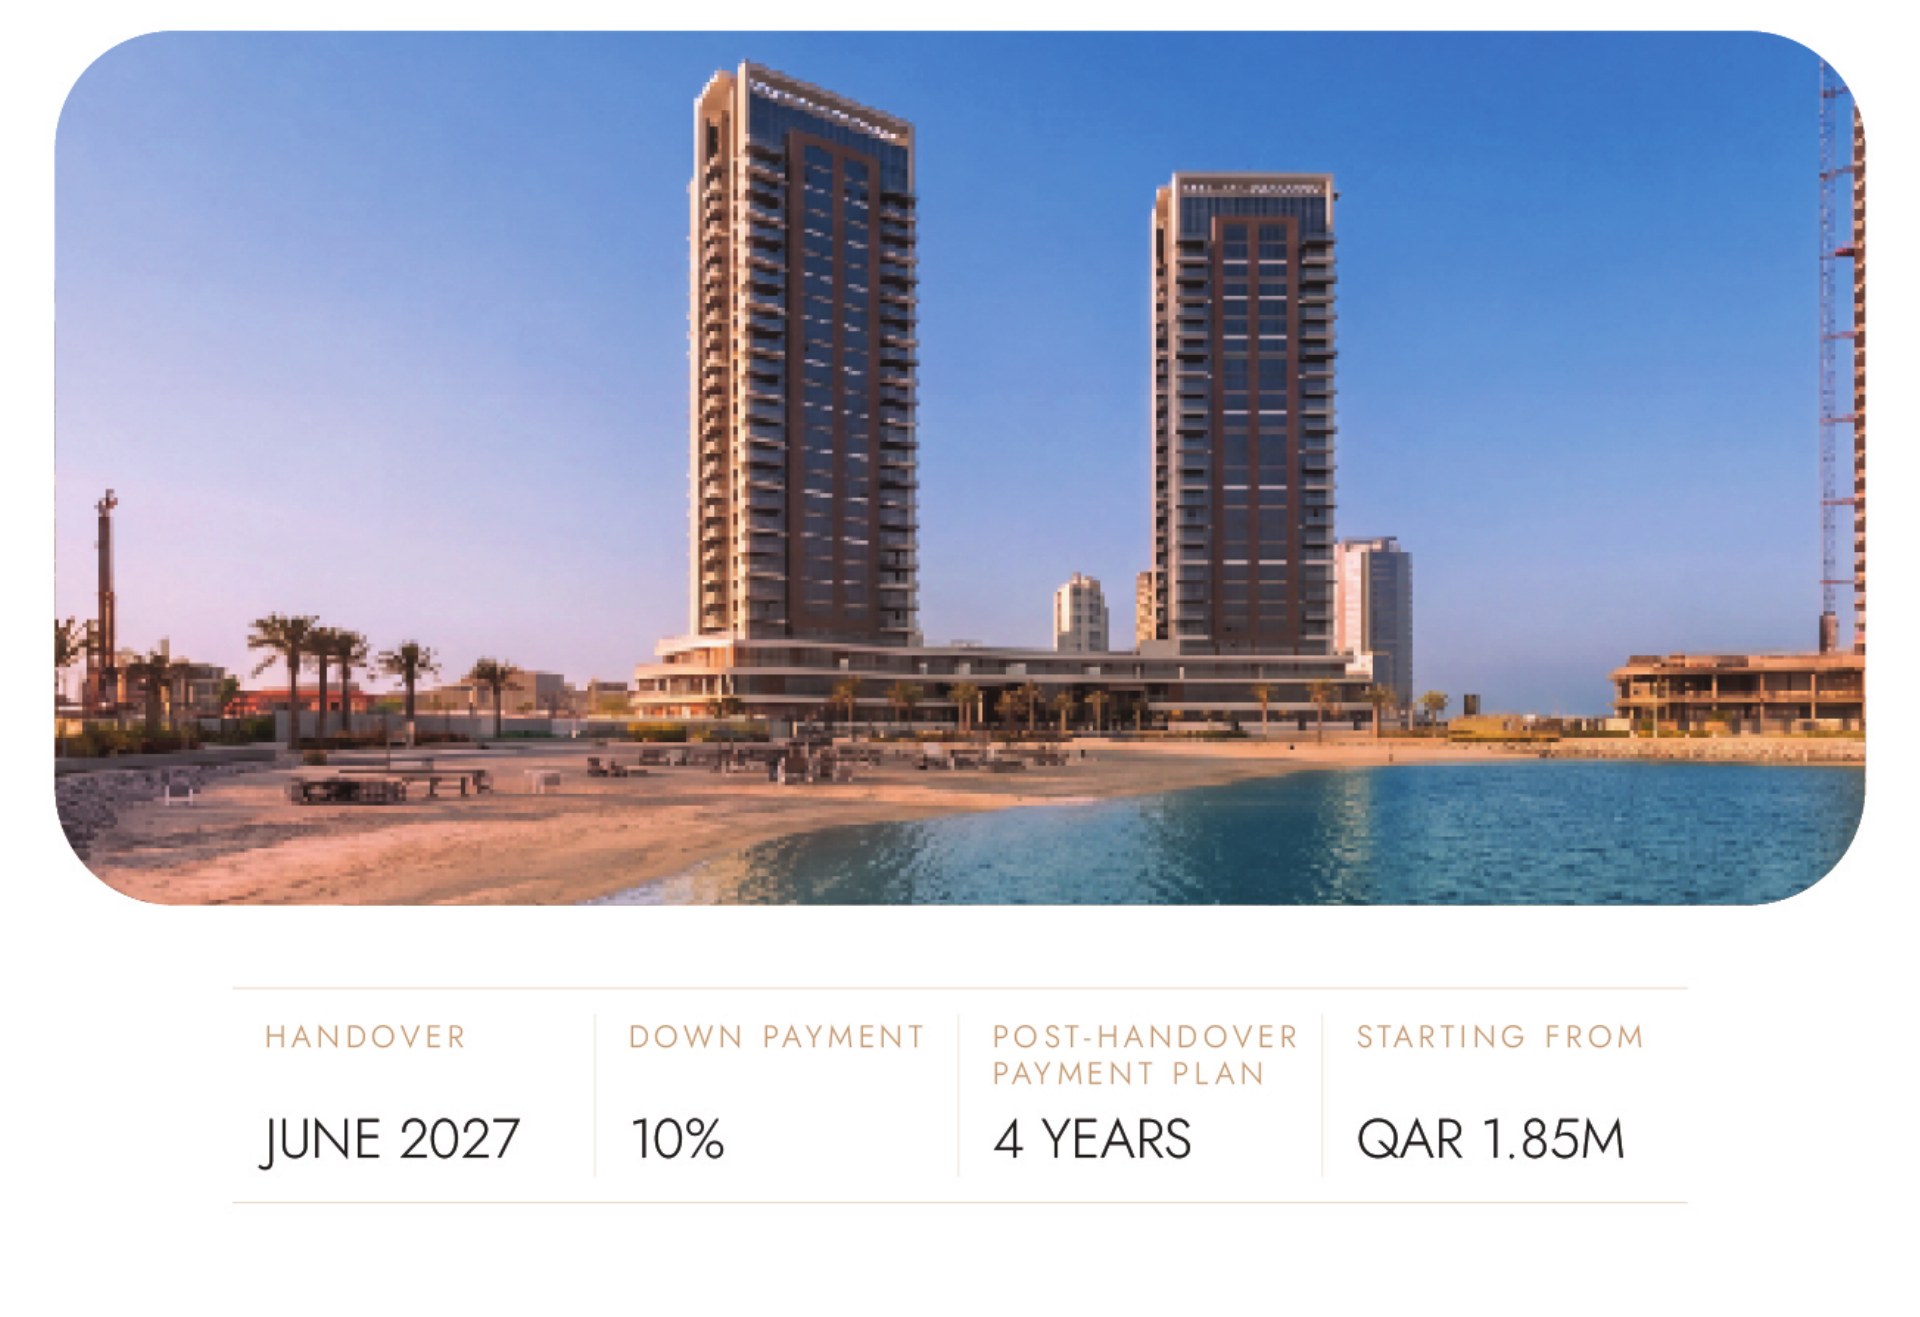 HANDOVER
JUNE 2027
DOWN PAYMENT
10%
POST-HANDOVER
PAYMENT PLAN
4 YEARS
STARTING FROM
QAR 1.85M